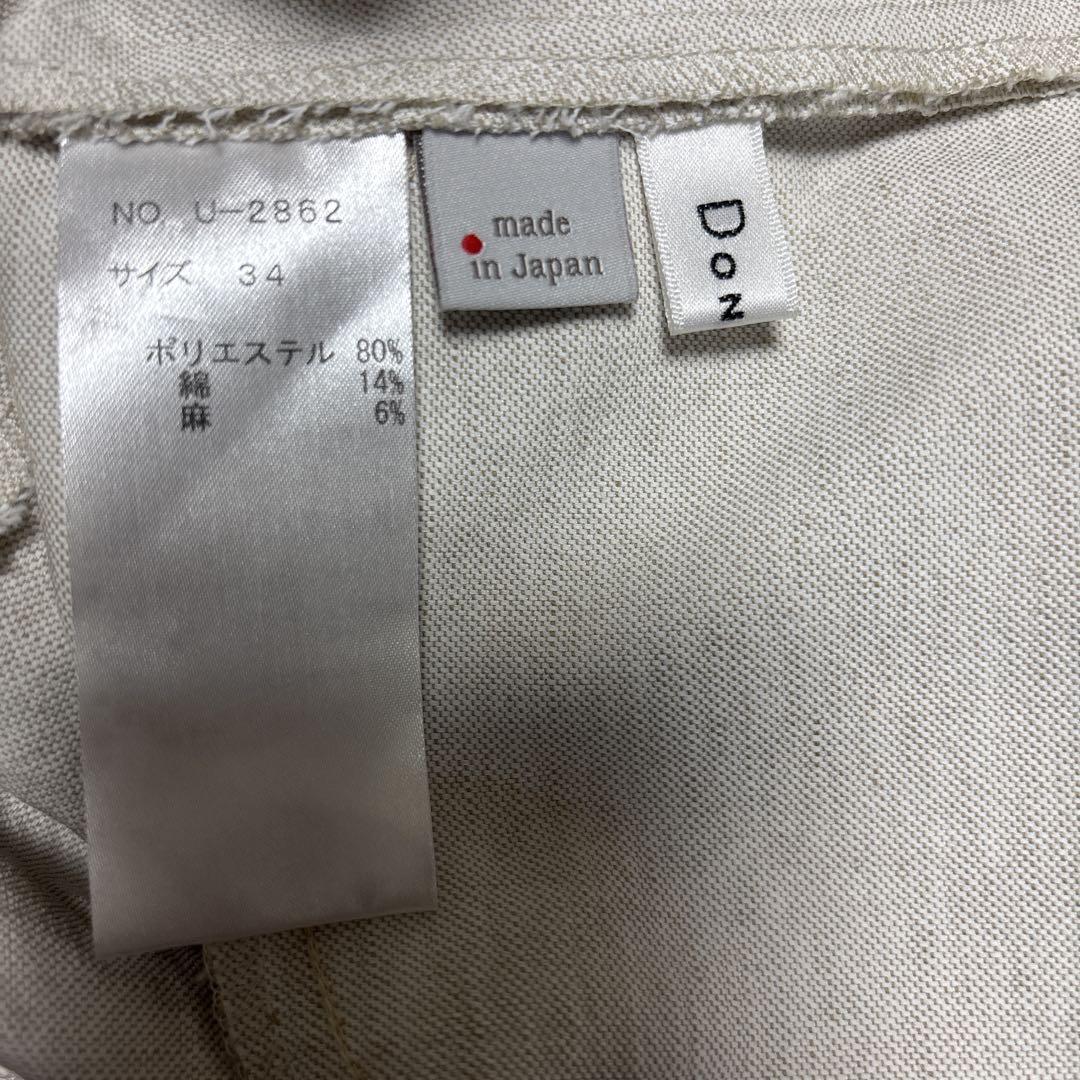 NO. U-2862
サイズ 34
ポリエステル 80%
綿 14%
麻 6%
made
in Japan
DON